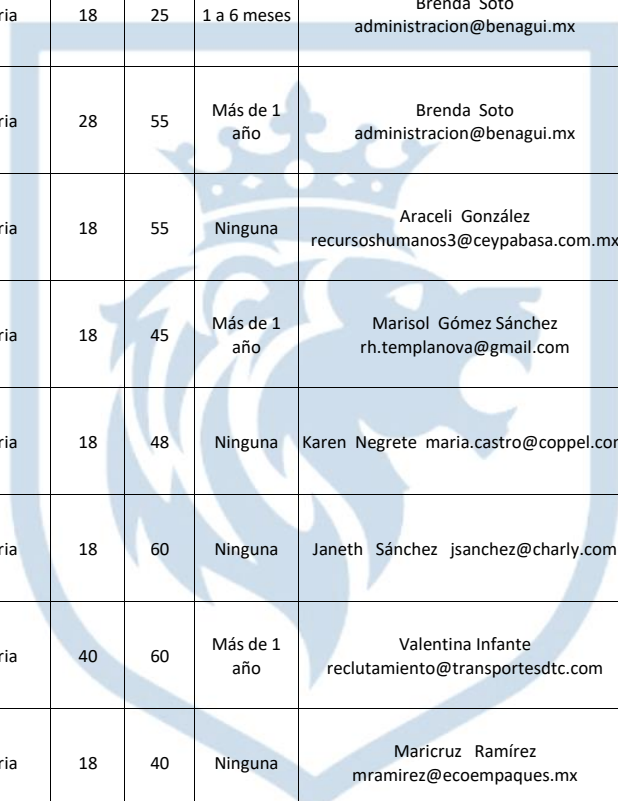 ria 18 25 1 a 6 meses Brenda Soto
administracion@benagui.mx
ria 28 55 Más de 1
año Brenda Soto
administracion@benagui.mx
ria 18 55 Ninguna Araceli González
recursoshumanos3@ceypabasa.com.mx
ria 18 45 Más de 1
año Marisol Gómez Sánchez
rh.templanova@gmail.com
ria 18 48 Ninguna Karen Negrete maria.castro@coppel.cor
ria 18 60 Ninguna Janeth Sánchez jsanchez@charly.com
ria 40 60 Más de 1
año Valentina Infante
reclutamiento@transportesdtc.com
ria 18 40 Ninguna Maricruz Ramírez
mramirez@ecoempaques.mx